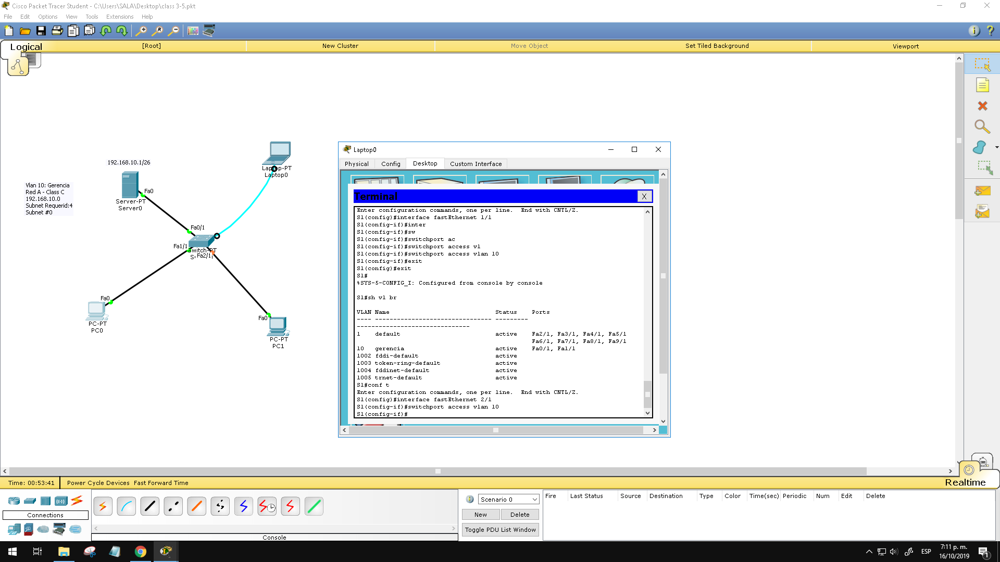 Cisco Packet Tracer Student - C:\Users\SALA\Desktop\class 3-5.pkt
File Edit Options View Tools Extensions Help
Logical [Root] New Cluster Move Object Set Tiled Background Viewport
192.168.10.1/26
Vlan 10: Gerencia
Red A - Class C
192.168.10.0
Subnet Requerid:4
Subnet #0
Fa0
Server-PT
Server0
Laptop-PT
Laptop0
Fa0/1
Fa1/1
Switch-PT
Fa2/1
Fa0
PC-PT
PC0
Fa0
PC-PT
PC1
Laptop0
Physical Config Desktop Custom Interface
Terminal X
Enter configuration commands, one per line. End with CNTL/Z.
S1(config)#interface fastEthernet 1/1
S1(config-if)#inter
S1(config-if)#sw
S1(config-if)#switchport ac
S1(config-if)#switchport access vl
S1(config-if)#switchport access vlan 10
S1(config-if)#exit
S1(config)#exit
S1#
%SYS-5-CONFIG_I: Configured from console by console
S1#sh vl br
VLAN Name Status Ports
---- -------------------------------- ---------
-------------------------------
1 default active Fa2/1, Fa3/1, Fa4/1, Fa5/1
Fa6/1, Fa7/1, Fa8/1, Fa9/1
10 gerencia active Fa0/1, Fa1/1
1002 fddi-default active
1003 token-ring-default active
1004 fddinet-default active
1005 trnet-default active
S1#conf t
Enter configuration commands, one per line. End with CNTL/Z.
S1(config)#interface fastEthernet 2/1
S1(config-if)#switchport access vlan 10
S1(config-if)#
Time: 00:53:41 Power Cycle Devices Fast Forward Time
Realtime
Connections
Console
Scenario 0
New Delete
Toggle PDU List Window
Fire Last Status Source Destination Type Color Time(sec) Periodic Num Edit Delete
ESP
7:11 p. m.
16/10/2019
1